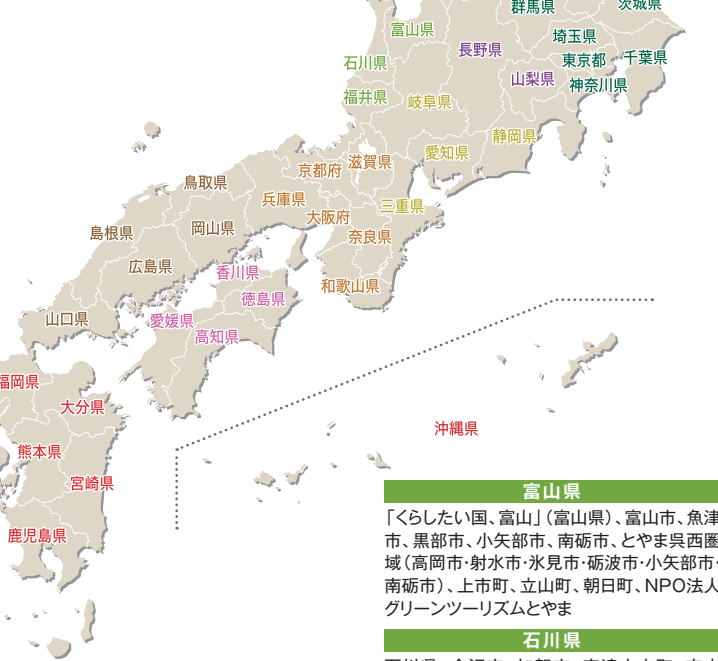 群馬県
茨城県
富山県
埼玉県
長野県
石川県
東京都
千葉県
山梨県
神奈川県
福井県
岐阜県
静岡県
愛知県
滋賀県
京都府
鳥取県
兵庫県
三重県
大阪府
岡山県
島根県
奈良県
広島県
香川県
和歌山県
徳島県
山口県
愛媛県
高知県
福岡県
大分県
沖縄県
熊本県
宮崎県
鹿児島県
富山県
「くらしたい国、富山」（富山県）、富山市、魚津
市、黒部市、小矢部市、南砺市、とやま呉西圏
域（高岡市・射水市・氷見市・砺波市・小矢部市・
南砺市）、上市町、立山町、朝日町、NPO法人
グリーンツーリズムとやま
石川県